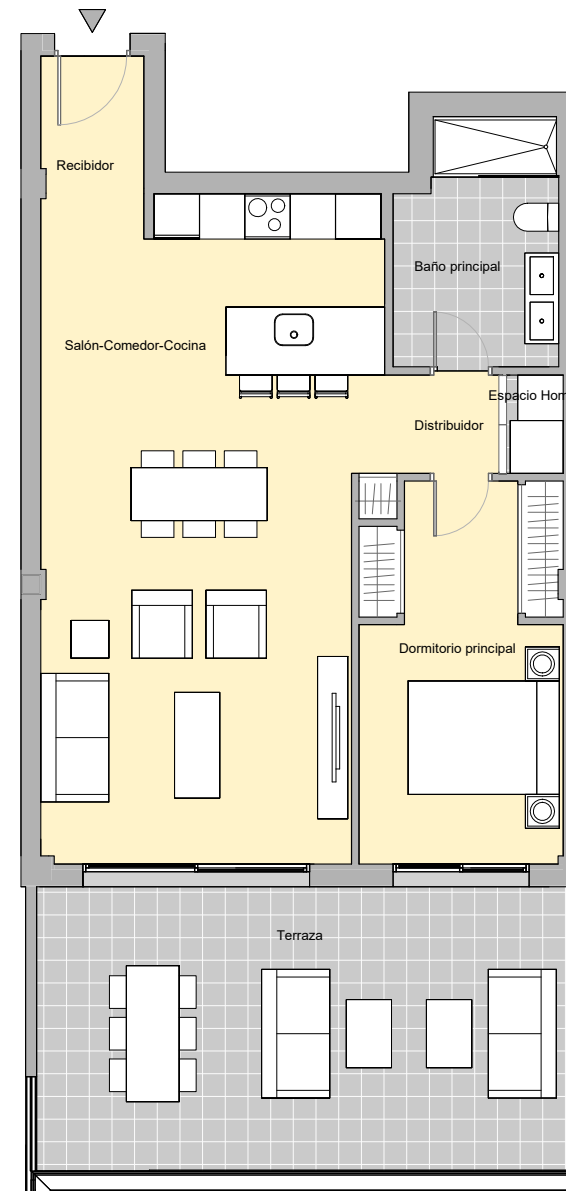 Recibidor
Baño principal
Salón-Comedor-Cocina
Espacio Hom
Distribuidor
Dormitorio principal
Terraza